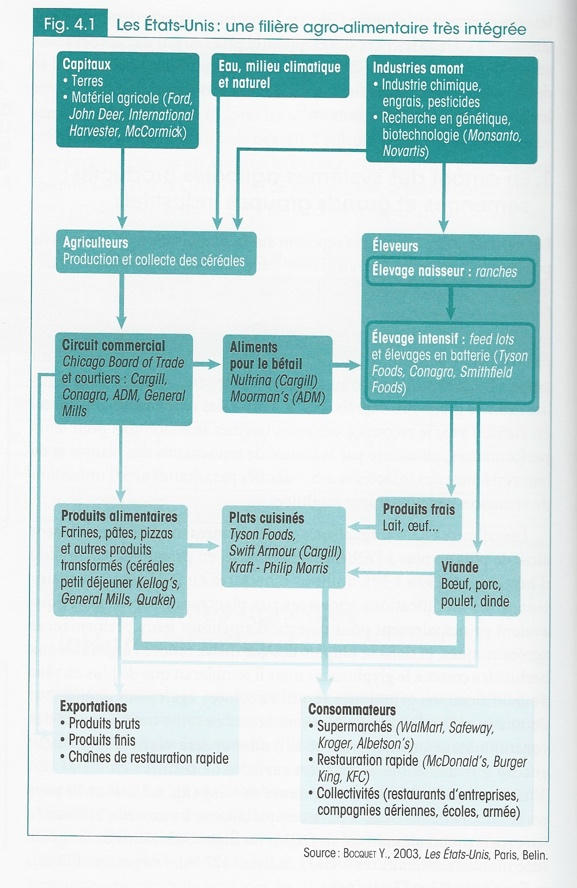 Fig. 4.1 Les États-Unis : une filière agro-alimentaire très intégrée
Capitaux
• Terres
• Matériel agricole (Ford,
John Deer, International
Harvester, McCormick)
Eau, milieu climatique
et naturel
Industries amont
• Industrie chimique,
engrais, pesticides
• Recherche en génétique,
biotechnologie (Monsanto,
Novartis)
Agriculteurs
Production et collecte des céréales
Éleveurs
Élevage naisseur : ranches
Élevage intensif : feed lots
et élevages en batterie (Tyson
Foods, Conagra, Smithfield
Foods)
Circuit commercial
Chicago Board of Trade
et courtiers : Cargill,
Conagra, ADM, General
Mills
Aliments
pour le bétail
Nultrina (Cargill)
Moorman's (ADM)
Produits frais
Lait, œuf...
Produits alimentaires
Farines, pâtes, pizzas
et autres produits
transformés (céréales
petit déjeuner Kellog's,
General Mills, Quaker)
Plats cuisinés
Tyson Foods,
Swift Armour (Cargill)
Kraft - Philip Morris
Viande
Bœuf, porc,
poulet, dinde
Exportations
• Produits bruts
• Produits finis
• Chaînes de restauration rapide
Consommateurs
• Supermarchés (WalMart, Safeway,
Kroger, Albetson's)
• Restauration rapide (McDonald's, Burger
King, KFC)
• Collectivités (restaurants d'entreprises,
compagnies aériennes, écoles, armée)
Source : BOCQUET Y., 2003, Les États-Unis, Paris, Belin.